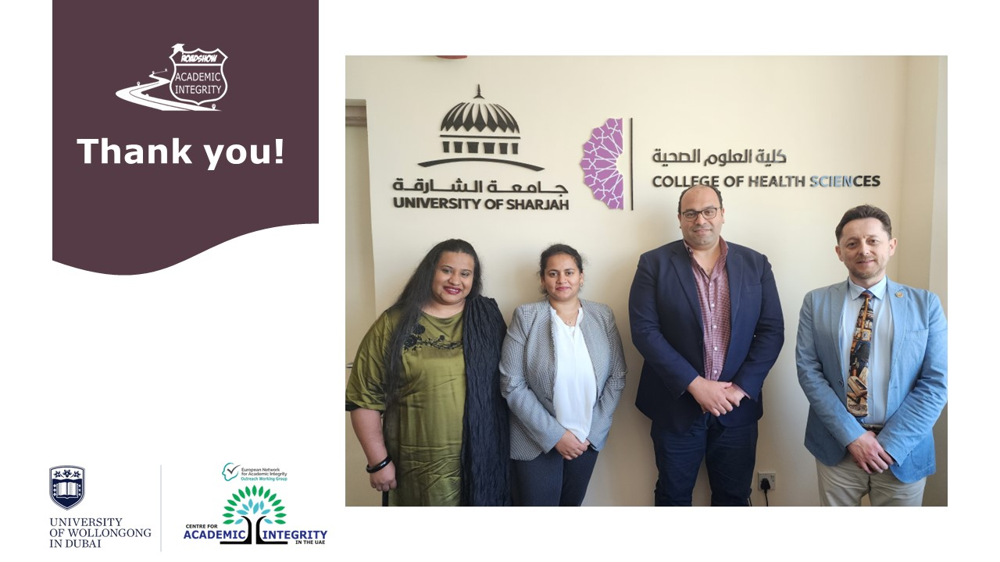 ROADSHOW
ACADEMIC
INTEGRITY
Thank you!
جامعة الشارقة
UNIVERSITY OF SHARJAH
كلية العلوم الصحية
COLLEGE OF HEALTH SCIENCES
UNIVERSITY
OF WOLLONGONG
IN DUBAI
European Network
for Academic Integrity
Outreach Working Group
CENTRE FOR
ACADEMIC INTEGRITY
IN THE UAE